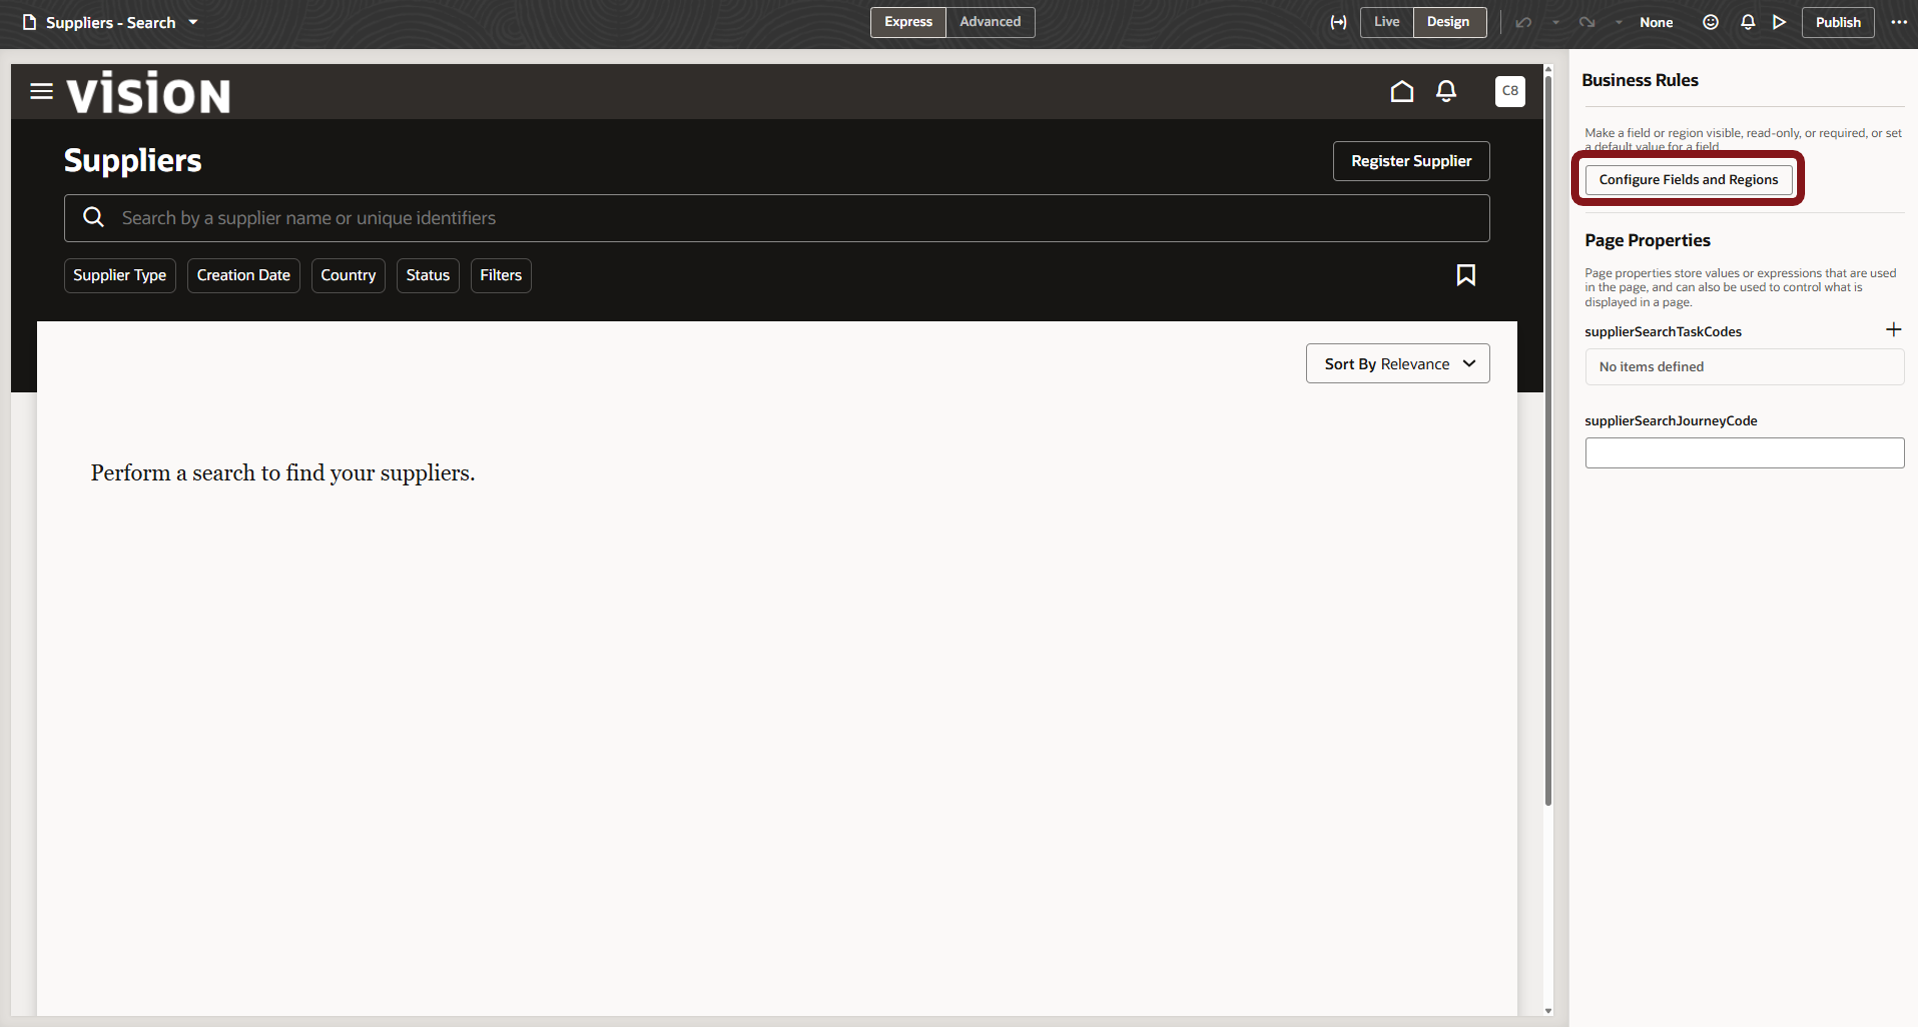 Suppliers - Search
Express Advanced
Live Design
None
Publish
vision
C8
Suppliers
Register Supplier
Search by a supplier name or unique identifiers
Supplier Type Creation Date Country Status Filters
Sort By Relevance
Perform a search to find your suppliers.
Business Rules
Make a field or region visible, read-only, or required, or set
a default value for a field.
Configure Fields and Regions
Page Properties
Page properties store values or expressions that are used
in the page, and can also be used to control what is
displayed in a page.
supplierSearchTaskCodes
No items defined
supplierSearchJourneyCode